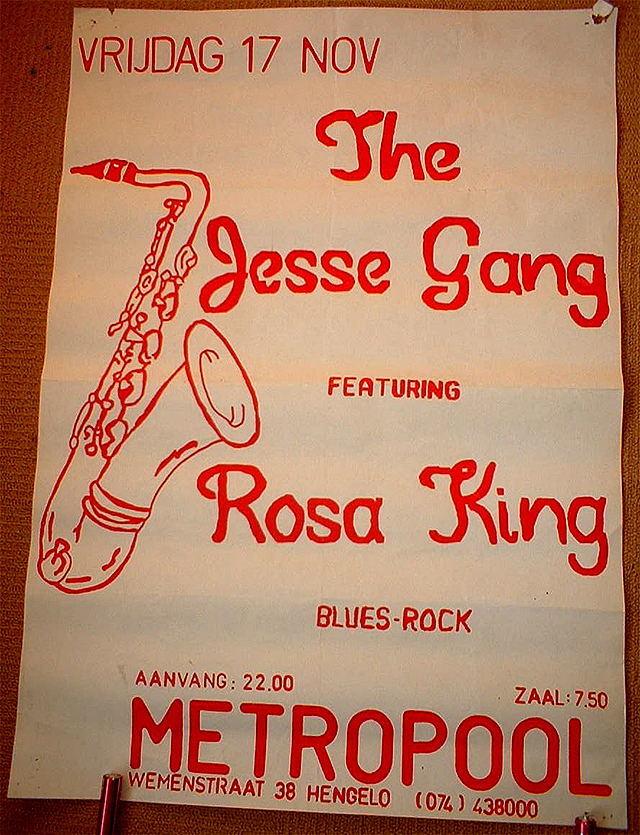 VRIJDAG 17 NOV
The
Jesse Gang
FEATURING
Rosa King
BLUES-ROCK
AANVANG: 22.00
ZAAL: 7.50
METROPOOL
WEMENSTRAAT 38 HENGELO (074) 438000